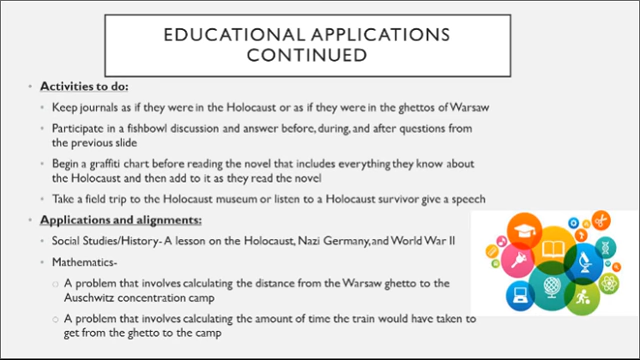 EDUCATIONAL APPLICATIONS
CONTINUED
• Activities to do:
• Keep journals as if they were in the Holocaust or as if they were in the ghettos of Warsaw
• Participate in a fishbowl discussion and answer before, during, and after questions from
the previous slide
• Begin a graffiti chart before reading the novel that includes everything they know about
the Holocaust and then add to it as they read the novel
• Take a field trip to the Holocaust museum or listen to a Holocaust survivor give a speech
• Applications and alignments:
• Social Studies/History- A lesson on the Holocaust, Nazi Germany, and World War II
• Mathematics-
○ A problem that involves calculating the distance from the Warsaw ghetto to the
Auschwitz concentration camp
○ A problem that involves calculating the amount of time the train would have taken to
get from the ghetto to the camp